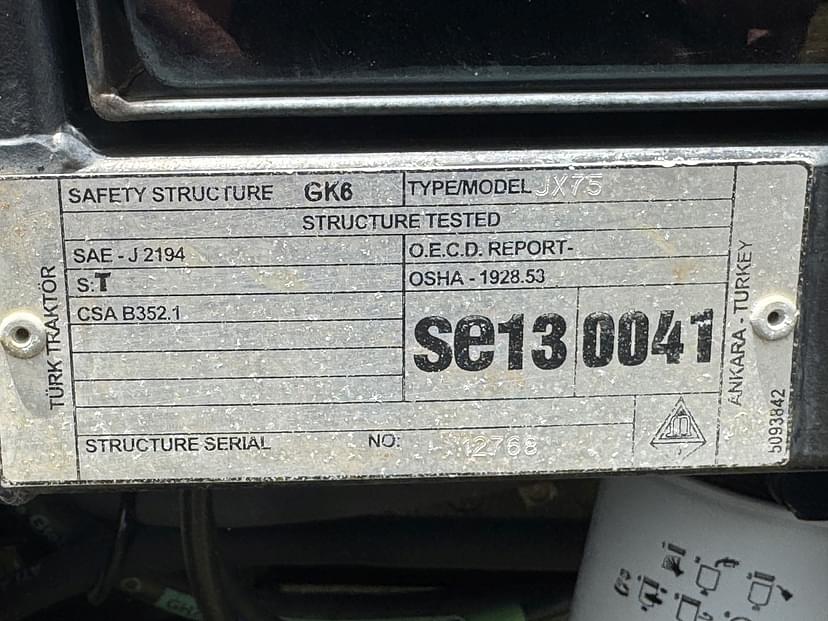 SAFETY STRUCTURE GK6 TYPE/MODEL JX75
STRUCTURE TESTED
SAE - J 2194 O.E.C.D. REPORT-
S:T OSHA - 1928.53
CSA B352.1
se13 0041
STRUCTURE SERIAL NO: 12768
TÜRK TRAKTÖR
ANKARA - TURKEY
5093842